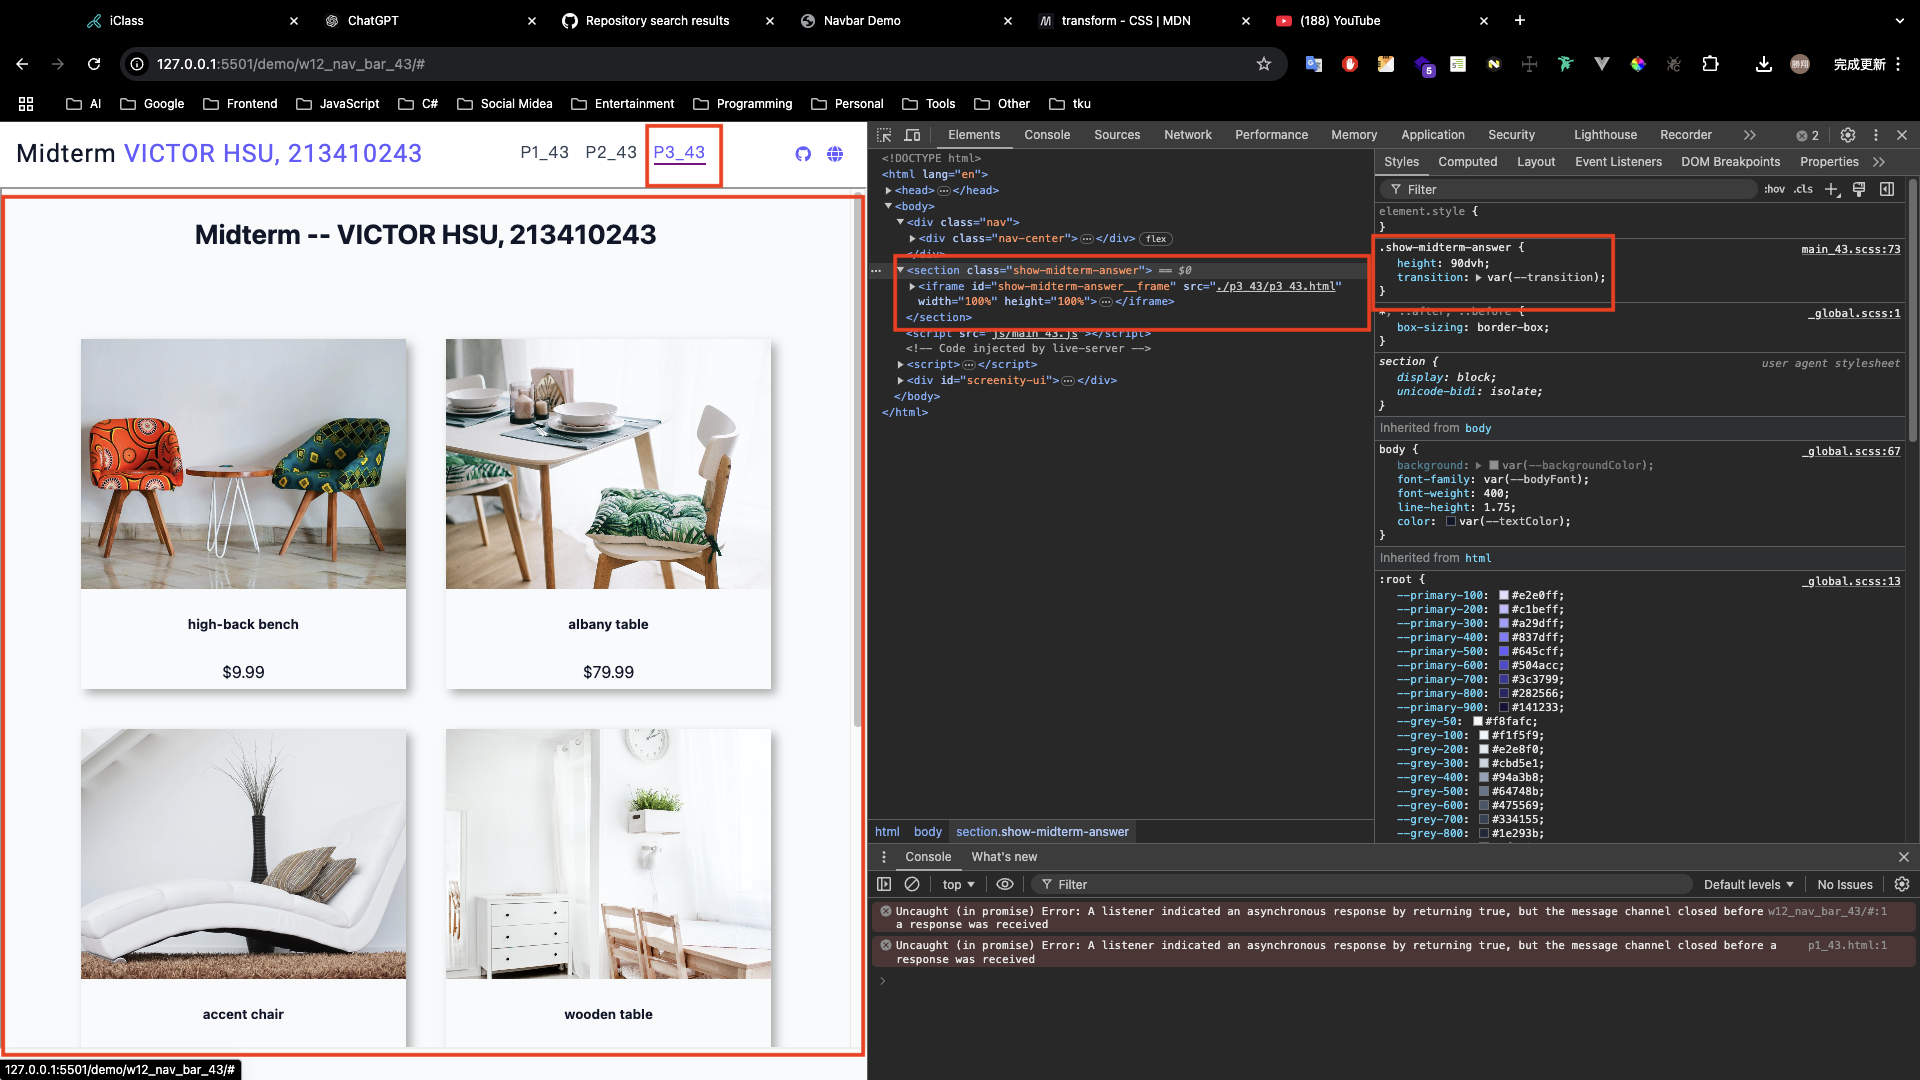 iClass
ChatGPT
Repository search results
Navbar Demo
transform - CSS | MDN
(188) YouTube
127.0.0.1:5501/demo/w12_nav_bar_43/#
5
完成更新
AI
Google
Frontend
JavaScript
C#
Social Midea
Entertainment
Programming
Personal
Tools
Other
tku
Midterm VICTOR HSU, 213410243
P1_43
P2_43
P3_43
Midterm -- VICTOR HSU, 213410243
high-back bench
$9.99
albany table
$79.99
accent chair
wooden table
127.0.0.1:5501/demo/w12_nav_bar_43/#
Elements
Console
Sources
Network
Performance
Memory
Application
Security
Lighthouse
Recorder
2
<!DOCTYPE html>
<html lang="en">
<head> … </head>
<body>
<div class="nav">
<div class="nav-center"> … </div> flex
</div>
<section class="show-midterm-answer"> == $0
<iframe id="show-midterm-answer__frame" src="./p3_43/p3_43.html"
width="100%" height="100%"> … </iframe>
</section>
<script src="js/main_43.js"></script>
<!-- Code injected by live-server -->
<script> … </script>
<div id="screenity-ui"> … </div>
</body>
</html>
html
body
section.show-midterm-answer
Styles
Computed
Layout
Event Listeners
DOM Breakpoints
Properties
Filter
:hov
.cls
element.style {
}
.show-midterm-answer {
main_43.scss:73
height: 90dvh;
transition: var(--transition);
}
*, ::after, ::before {
_global.scss:1
box-sizing: border-box;
}
section {
user agent stylesheet
display: block;
unicode-bidi: isolate;
}
Inherited from body
body {
_global.scss:67
background: var(--backgroundColor);
font-family: var(--bodyFont);
font-weight: 400;
line-height: 1.75;
color: var(--textColor);
}
Inherited from html
:root {
_global.scss:13
--primary-100: #e2e0ff;
--primary-200: #c1beff;
--primary-300: #a29dff;
--primary-400: #837dff;
--primary-500: #645cff;
--primary-600: #504acc;
--primary-700: #3c3799;
--primary-800: #282566;
--primary-900: #141233;
--grey-50: #f8fafc;
--grey-100: #f1f5f9;
--grey-200: #e2e8f0;
--grey-300: #cbd5e1;
--grey-400: #94a3b8;
--grey-500: #64748b;
--grey-600: #475569;
--grey-700: #334155;
--grey-800: #1e293b;
Console
What's new
top
Filter
Default levels
No Issues
Uncaught (in promise) Error: A listener indicated an asynchronous response by returning true, but the message channel closed before w12_nav_bar_43/#:1
a response was received
Uncaught (in promise) Error: A listener indicated an asynchronous response by returning true, but the message channel closed before a p1_43.html:1
response was received